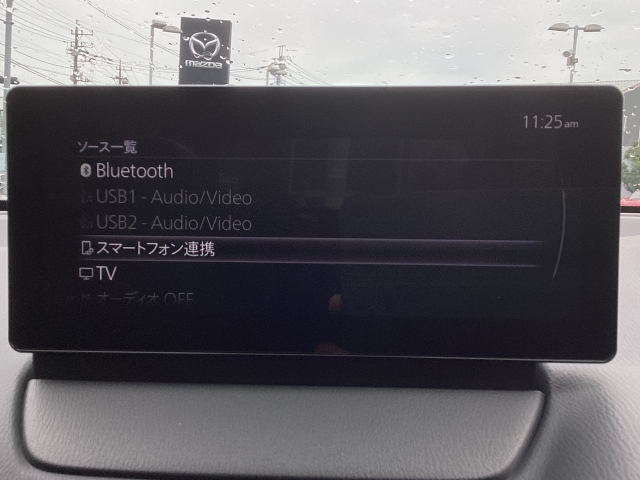 mazda
11:25am
ソース一覧
Bluetooth
USB1 - Audio/Video
USB2 - Audio/Video
スマートフォン連携
TV
オーディオ OFF